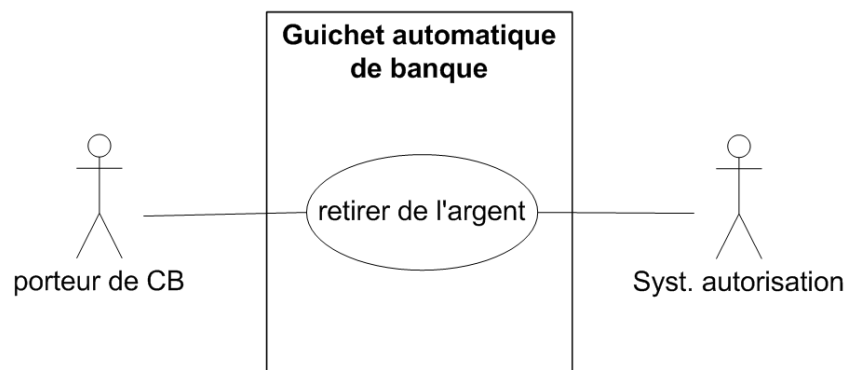 Guichet automatique
de banque
retirer de l'argent
porteur de CB
Syst. autorisation